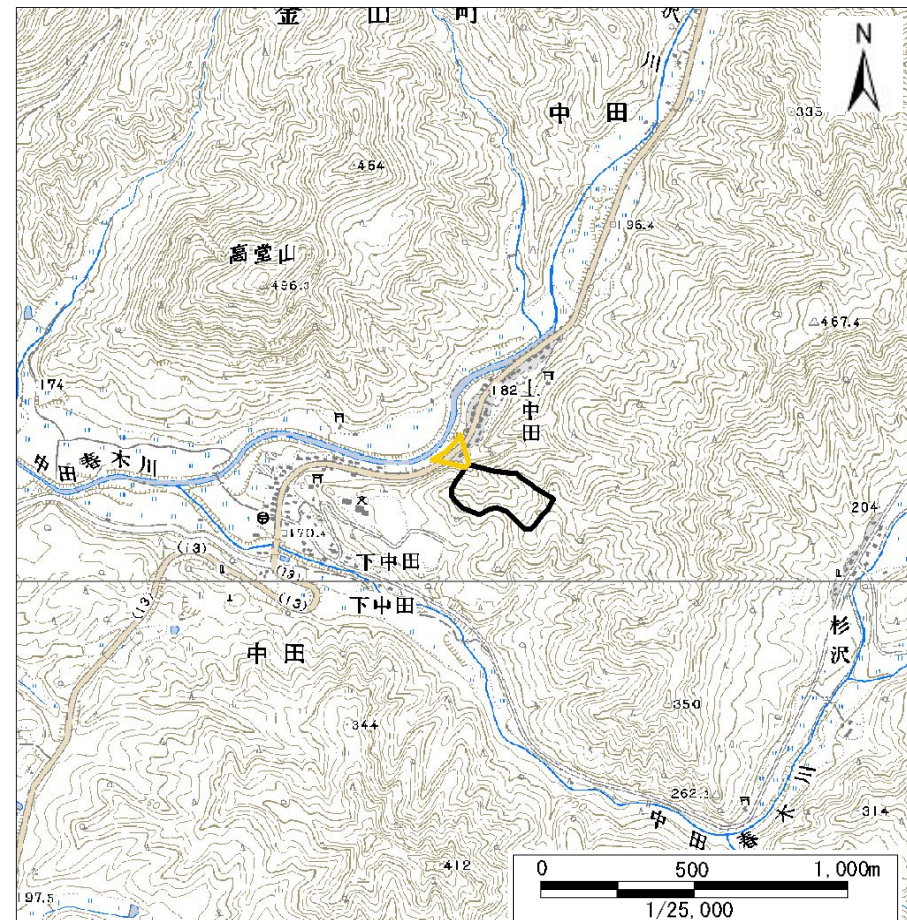 金山町
沢
川
N
中田
335
464
196.4
高堂山
496.3
467.4
174
182
上中田
中田春木川
204
170.4
下中田
(13)
(13)
(13)
(13)
下中田
杉沢
中田
350
344
262.3
中田春木川
314
412
197.5
0 500 1,000m
1/25,000